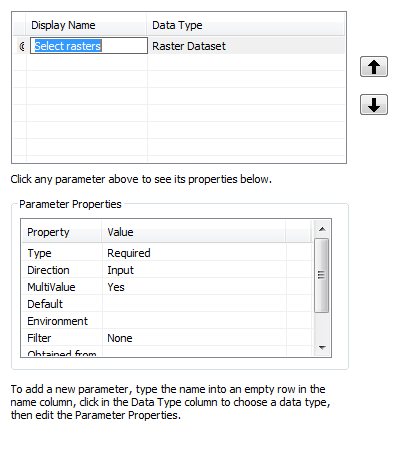 Display Name Data Type
Select rasters Raster Dataset
Click any parameter above to see its properties below.
Parameter Properties
Property Value
Type Required
Direction Input
MultiValue Yes
Default
Environment
Filter None
Obtained from
To add a new parameter, type the name into an empty row in the
name column, click in the Data Type column to choose a data type,
then edit the Parameter Properties.